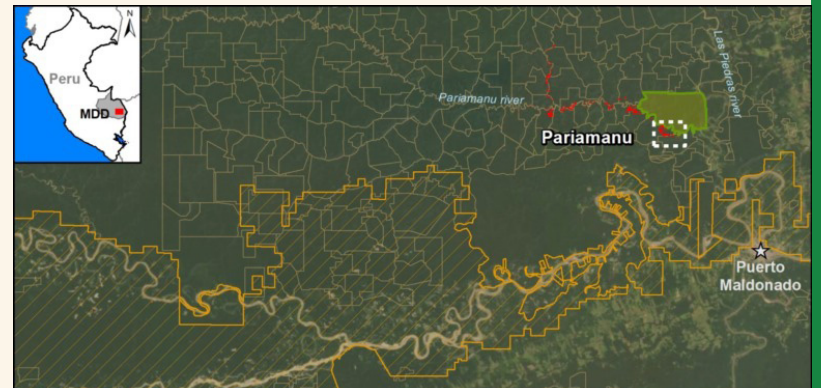 N
Peru
MDD
Pariamanu river
Las Piedras river
Pariamanu
Puerto
Maldonado